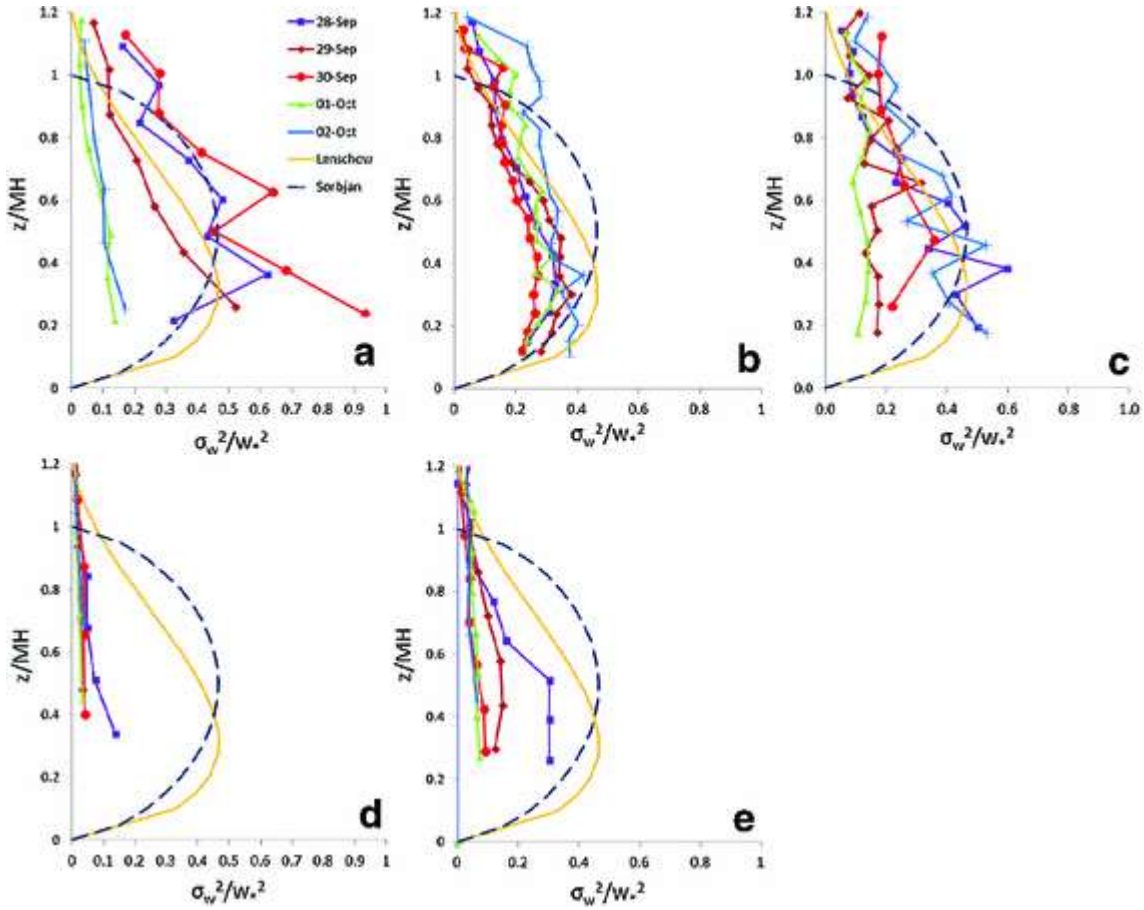 1.2
1
0.8
0.6
0.4
0.2
0
z/MH
28-Sep
29-Sep
30-Sep
01-Oct
02-Oct
Lenschow
Sorbjan
a
0 0.1 0.2 0.3 0.4 0.5 0.6 0.7 0.8 0.9 1
σw²/w*²
1.2
1
0.8
0.6
0.4
0.2
0
z/MH
b
0 0.2 0.4 0.6 0.8 1
σw²/w*²
1.2
1.0
0.8
0.6
0.4
0.2
0.0
z/MH
c
0.0 0.2 0.4 0.6 0.8 1.0
σw²/w*²
1.2
1
0.8
0.6
0.4
0.2
0
z/MH
d
0 0.1 0.2 0.3 0.4 0.5 0.6 0.7 0.8 0.9 1
σw²/w*²
1.2
1
0.8
0.6
0.4
0.2
0
z/MH
e
0 0.2 0.4 0.6 0.8 1
σw²/w*²